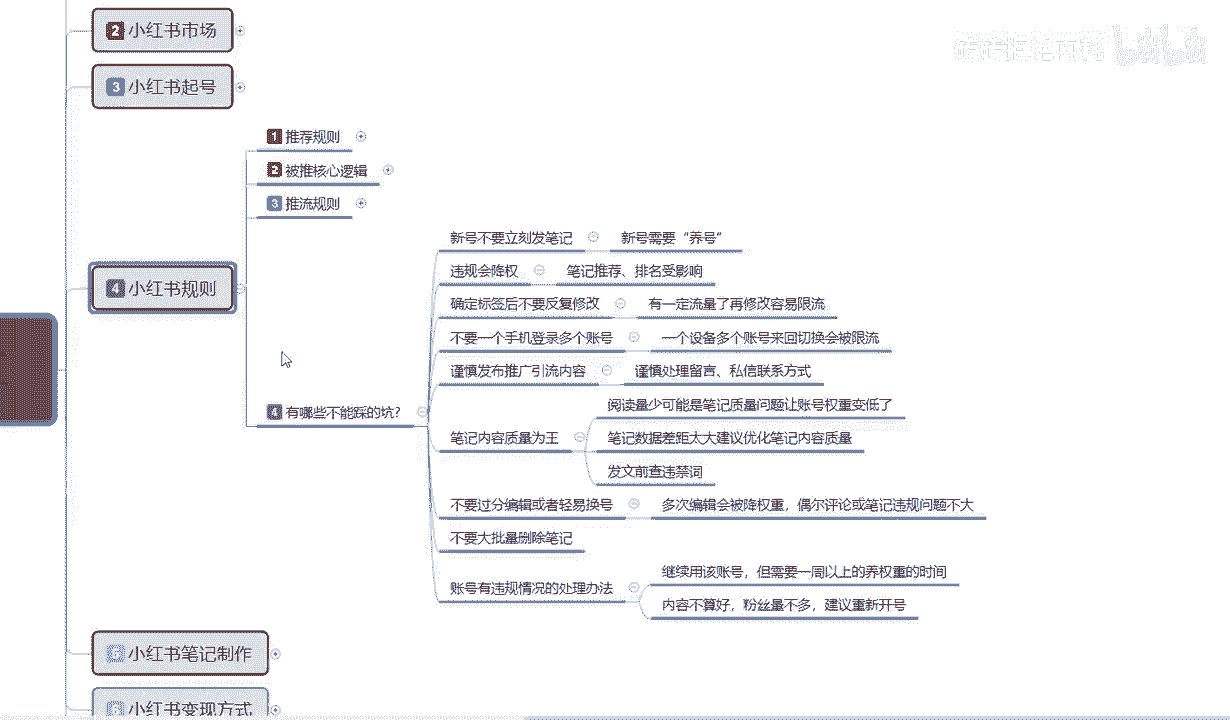 2 小红书市场
3 小红书起号
1 推荐规则
2 被推核心逻辑
3 推流规则
新号不要立刻发笔记
新号需要“养号”
违规会降权
笔记推荐、排名受影响
确定标签后不要反复修改
有一定流量了再修改容易限流
4 小红书规则
不要一个手机登录多个账号
一个设备多个账号来回切换会被限流
谨慎发布推广引流内容
谨慎处理留言、私信联系方式
4 有哪些不能踩的坑?
阅读量少可能是笔记质量问题让账号权重变低了
笔记内容质量为王
笔记数据差距太大建议优化笔记内容质量
发文前查违禁词
不要过分编辑或者轻易换号
多次编辑会被降权重，偶尔评论或笔记违规问题不大
不要大批量删除笔记
账号有违规情况的处理办法
继续用该账号，但需要一周以上的养权重的时间
内容不算好，粉丝量不多，建议重新开号
5 小红书笔记制作
6 小红书变现方式
bilibili